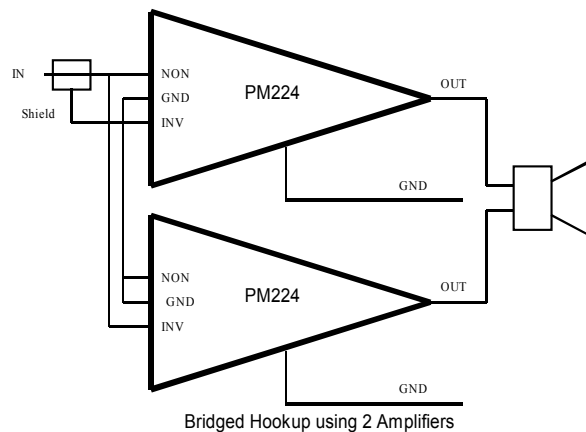 IN
NON
GND
INV
Shield
PM224
OUT
GND
NON
GND
INV
PM224
OUT
GND
Bridged Hookup using 2 Amplifiers